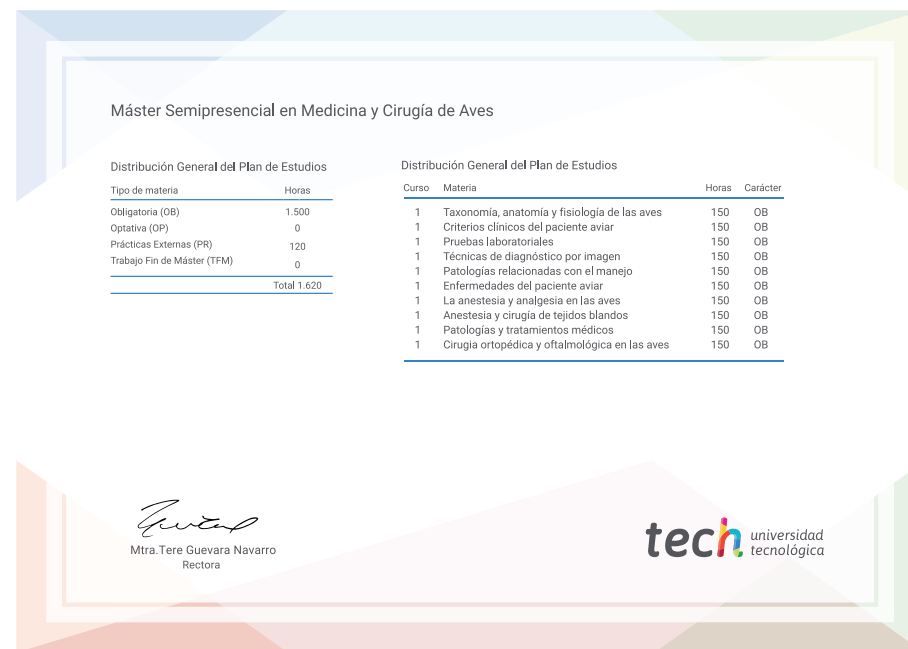 Máster Semipresencial en Medicina y Cirugía de Aves
Distribución General del Plan de Estudios
Tipo de materia Horas
Obligatoria (OB) 1.500
Optativa (OP) 0
Prácticas Externas (PR) 120
Trabajo Fin de Máster (TFM) 0
Total 1.620
Distribución General del Plan de Estudios
Curso Materia Horas Carácter
1 Taxonomía, anatomía y fisiología de las aves 150 OB
1 Criterios clínicos del paciente aviar 150 OB
1 Pruebas laboratoriales 150 OB
1 Técnicas de diagnóstico por imagen 150 OB
1 Patologías relacionadas con el manejo 150 OB
1 Enfermedades del paciente aviar 150 OB
1 La anestesia y analgesia en las aves 150 OB
1 Anestesia y cirugía de tejidos blandos 150 OB
1 Patologías y tratamientos médicos 150 OB
1 Cirugia ortopédica y oftalmológica en las aves 150 OB
Mtra.Tere Guevara Navarro
Rectora
tech universidad
tecnológica